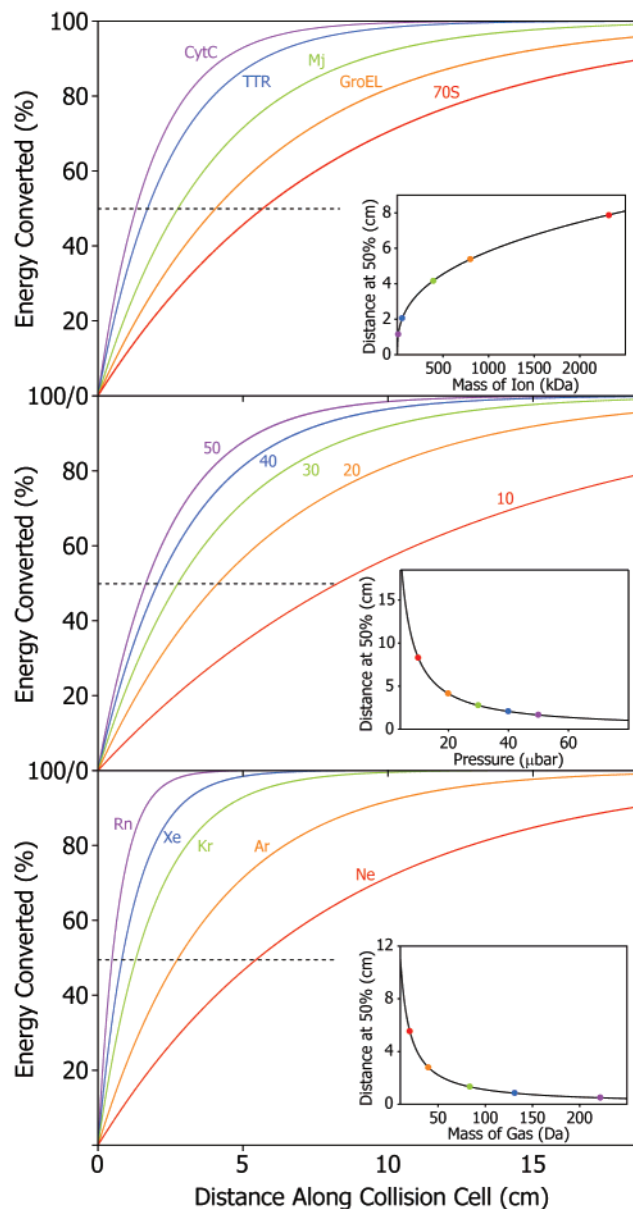 100
80
60
40
20
Energy Converted (%)
CytC
TTR
Mj
GroEL
70S
8
6
4
2
0
Distance at 50% (cm)
500 1000 1500 2000
Mass of Ion (kDa)
100/0
80
60
40
20
Energy Converted (%)
50
40
30
20
10
15
10
5
0
Distance at 50% (cm)
20 40 60
Pressure (μbar)
100/0
80
60
40
20
Energy Converted (%)
Rn
Xe
Kr
Ar
Ne
12
8
4
0
Distance at 50% (cm)
50 100 150 200
Mass of Gas (Da)
0 5 10 15
Distance Along Collision Cell (cm)